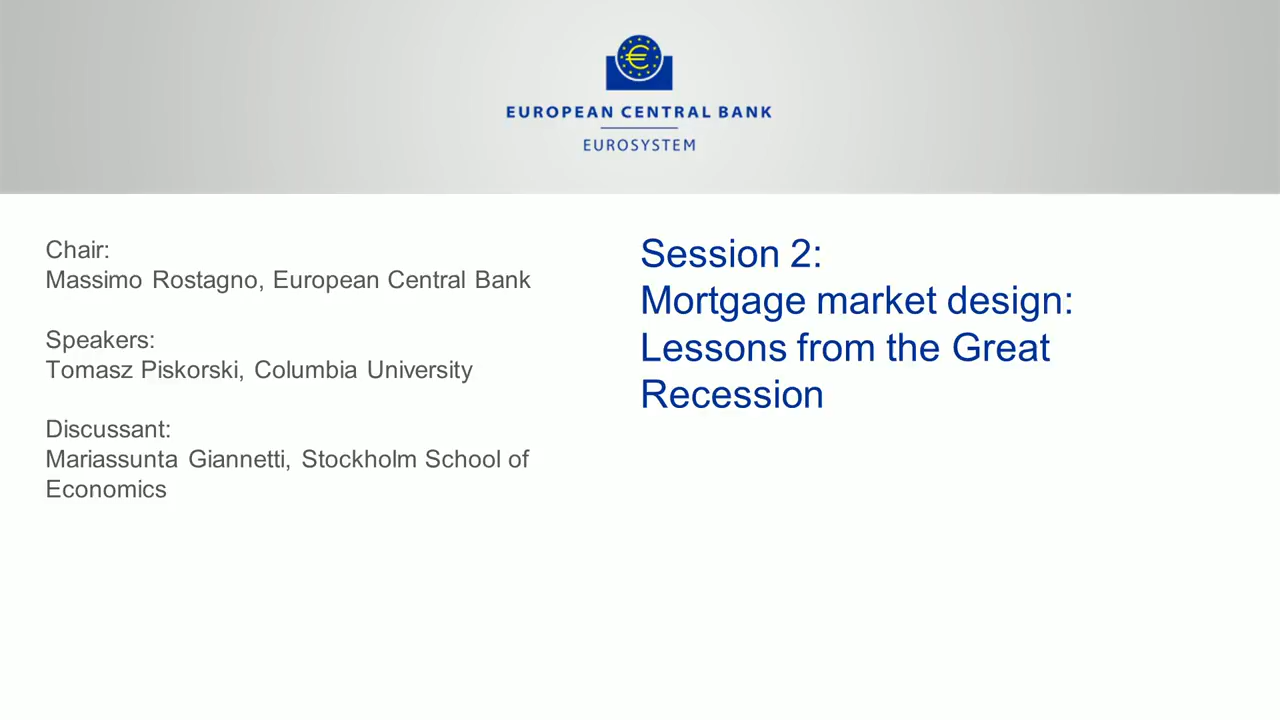 €
EUROPEAN CENTRAL BANK
EUROSYSTEM
Chair:
Massimo Rostagno, European Central Bank
Speakers:
Tomasz Piskorski, Columbia University
Discussant:
Mariassunta Giannetti, Stockholm School of
Economics
Session 2:
Mortgage market design:
Lessons from the Great
Recession